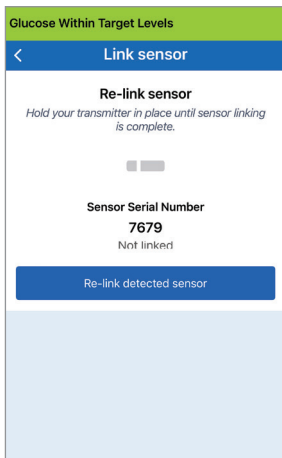 Glucose Within Target Levels
Link sensor
Re-link sensor
Hold your transmitter in place until sensor linking
is complete.
Sensor Serial Number
7679
Not linked
Re-link detected sensor